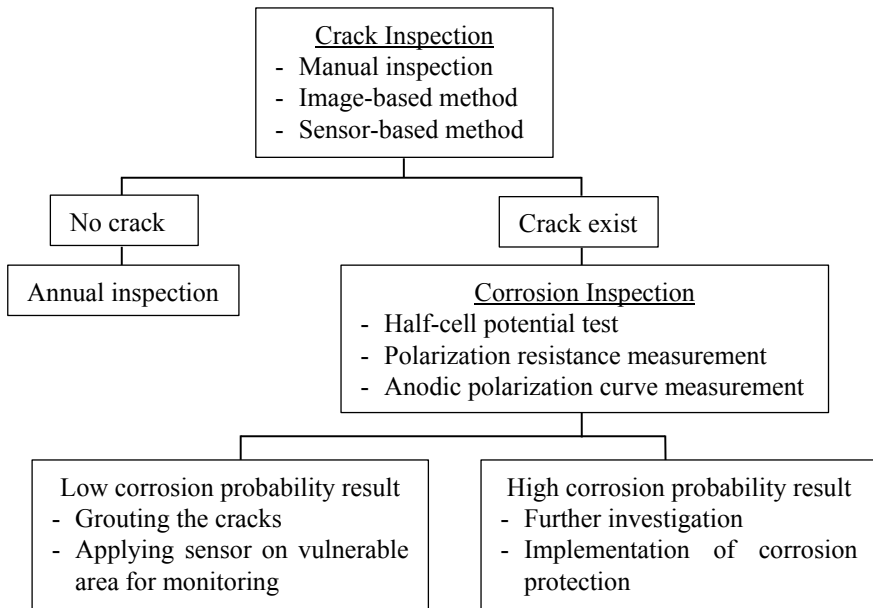 Crack Inspection
- Manual inspection
- Image-based method
- Sensor-based method
No crack
Crack exist
Annual inspection
Corrosion Inspection
- Half-cell potential test
- Polarization resistance measurement
- Anodic polarization curve measurement
Low corrosion probability result
- Grouting the cracks
- Applying sensor on vulnerable
area for monitoring
High corrosion probability result
- Further investigation
- Implementation of corrosion
protection